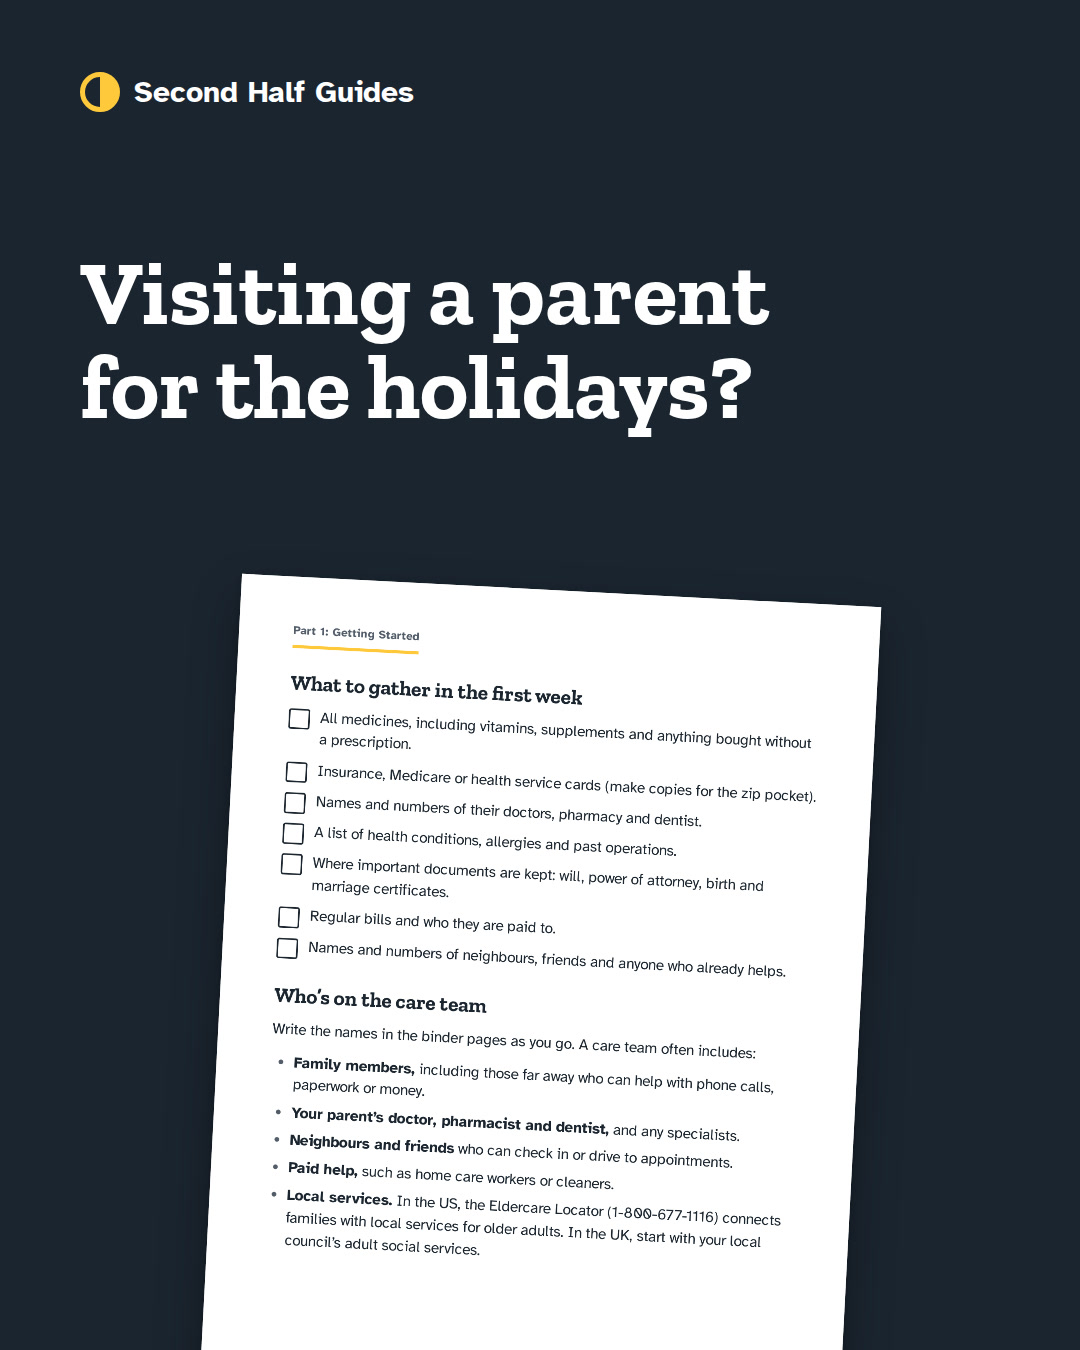 Second Half Guides
Visiting a parent
for the holidays?
Part 1: Getting Started
What to gather in the first week
All medicines, including vitamins, supplements and anything bought without
a prescription.
Insurance, Medicare or health service cards (make copies for the zip pocket).
Names and numbers of their doctors, pharmacy and dentist.
A list of health conditions, allergies and past operations.
Where important documents are kept: will, power of attorney, birth and
marriage certificates.
Regular bills and who they are paid to.
Names and numbers of neighbours, friends and anyone who already helps.
Who’s on the care team
Write the names in the binder pages as you go. A care team often includes:
• Family members, including those far away who can help with phone calls,
paperwork or money.
• Your parent’s doctor, pharmacist and dentist, and any specialists.
• Neighbours and friends who can check in or drive to appointments.
• Paid help, such as home care workers or cleaners.
• Local services. In the US, the Eldercare Locator (1-800-677-1116) connects
families with local services for older adults. In the UK, start with your local
council’s adult social services.